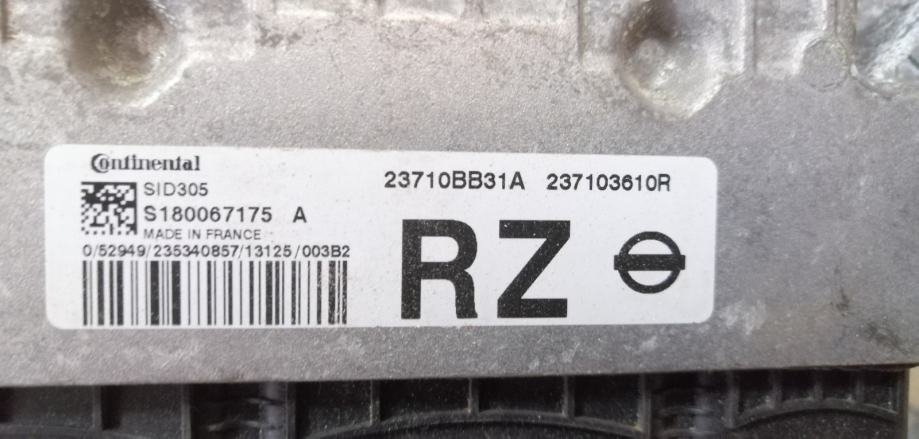 Continental
SID305
S180067175 A
MADE IN FRANCE
0/52949/235340857/13125/003B2
23710BB31A 237103610R
RZ